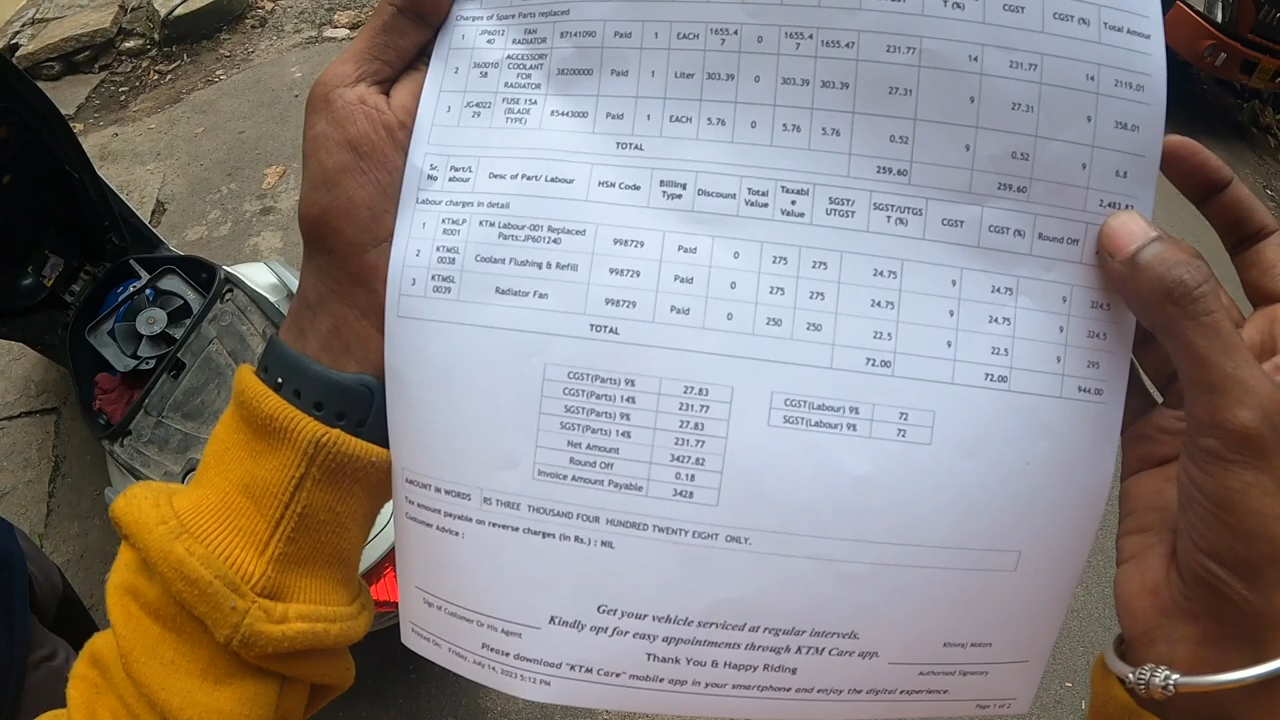 T (%) CGST CGST (%) Total Amour
Charges of Spare Parts replaced
1 JP6012 40 FAN RADIATOR 87141090 Paid 1 EACH 1655.4 7 0 1655.4 7 1655.47 231.77 14 231.77 14 2119.01
2 360010 58 ACCESSORY COOLANT FOR RADIATOR 38200000 Paid 1 Liter 303.39 0 303.39 303.39 27.31 9 27.31 9 358.01
3 JG4022 29 FUSE 15A (BLADE TYPE) 85443000 Paid 1 EACH 5.76 0 5.76 5.76 0.52 9 0.52 9 6.8
TOTAL 259.60 259.60 2,483.82
Sr. No Part/L abour Desc of Part/ Labour HSN Code Billing Type Discount Total Value Taxabl e Value SGST/ UTGST SGST/UTGS T (%) CGST CGST (%) Round Off
Labour charges in detail
1 KTMLP R001 KTM Labour-001 Replaced Parts:JP601240 998729 Paid 0 275 275 24.75 9 24.75 9 324.5
2 KTMSL 0038 Coolant Flushing & Refill 998729 Paid 0 275 275 24.75 9 24.75 9 324.5
3 KTMSL 0039 Radiator Fan 998729 Paid 0 250 250 22.5 9 22.5 9 295
TOTAL 72.00 72.00 944.00
CGST(Parts) 9% 27.83
CGST(Parts) 14% 231.77
SGST(Parts) 9% 27.83
SGST(Parts) 14% 231.77
Net Amount 3427.82
Round Off 0.18
Invoice Amount Payable 3428
CGST(Labour) 9% 72
SGST(Labour) 9% 72
AMOUNT IN WORDS RS THREE THOUSAND FOUR HUNDRED TWENTY EIGHT ONLY.
Tax amount payable on reverse charges (in Rs.) : NIL
Customer Advice :
Get your vehicle serviced at regular intervels.
Kindly opt for easy appointments through KTM Care app.
Sign of Customer Or His Agent
Khivraj Motors
Thank You & Happy Riding
Authorised Signatory
Please download "KTM Care" mobile app in your smartphone and enjoy the digital experience.
Printed On: Friday, July 14, 2023 5:12 PM
Page 1 of 2